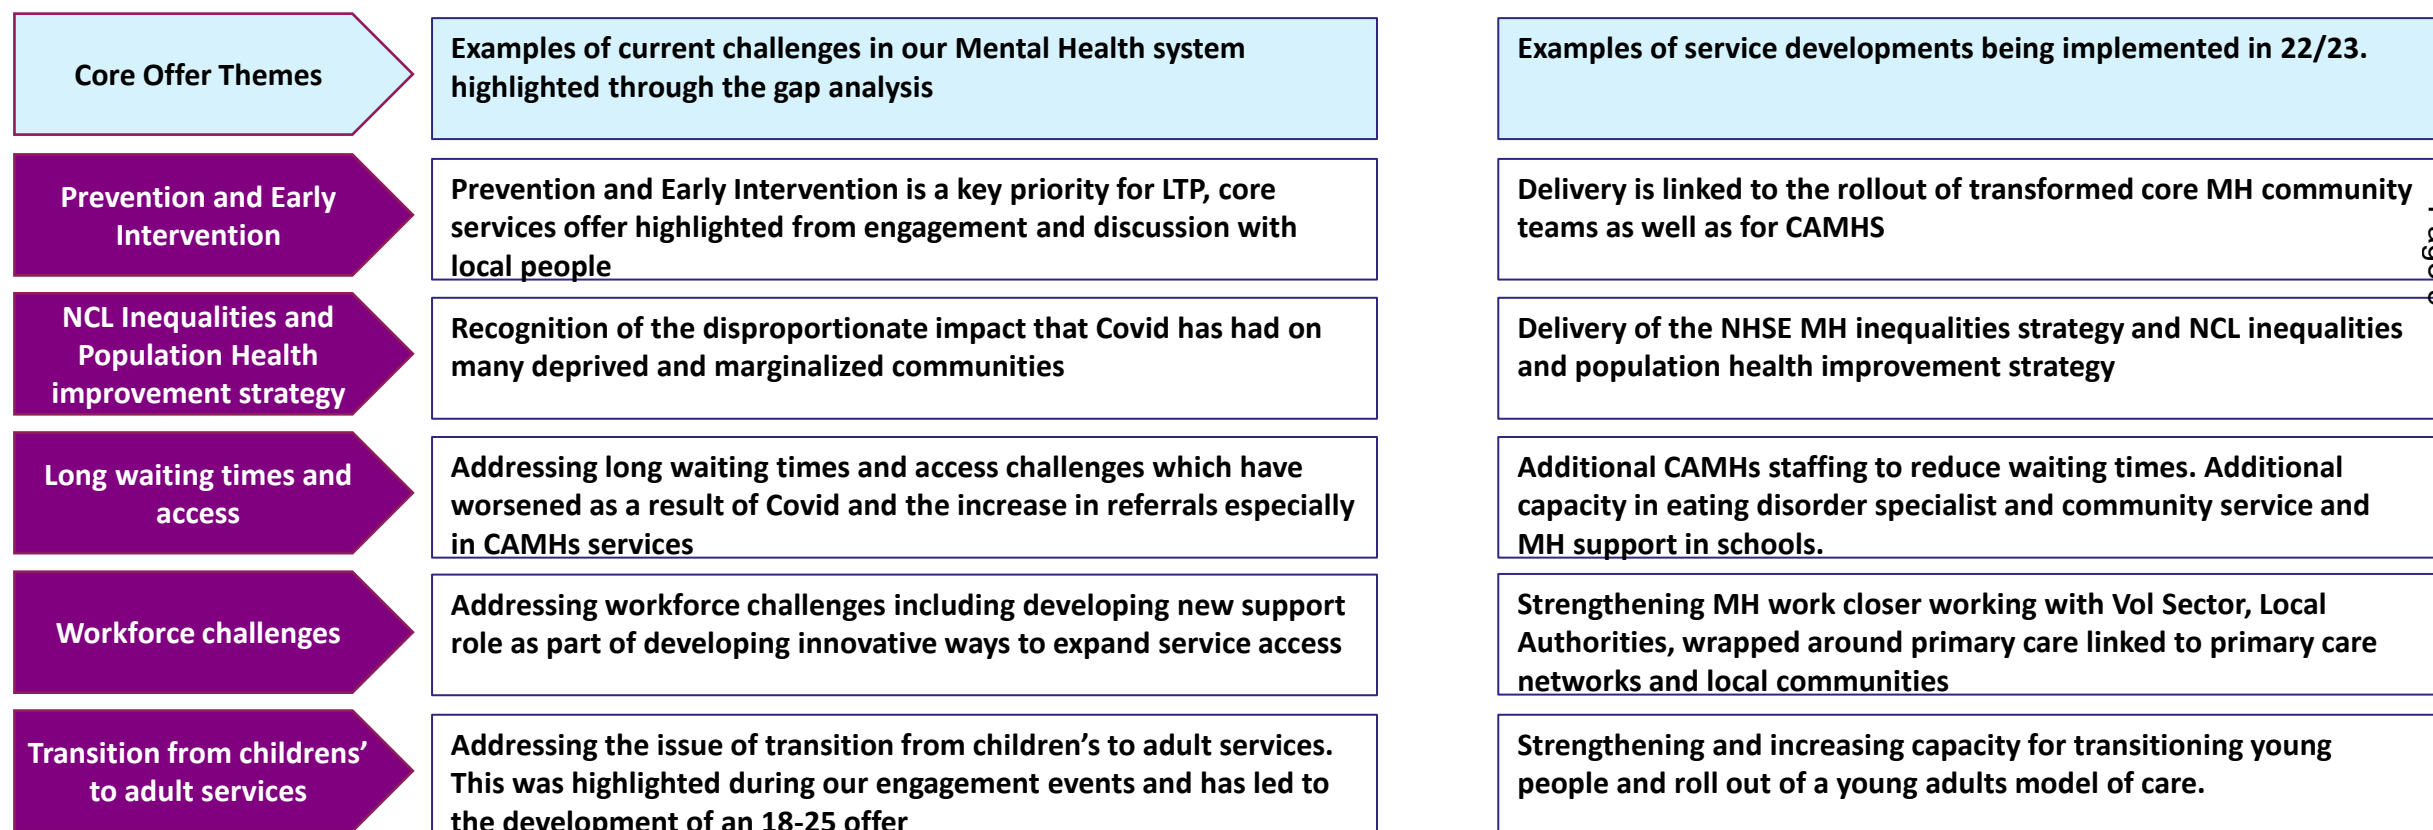 Core Offer Themes
Examples of current challenges in our Mental Health system
highlighted through the gap analysis
Examples of service developments being implemented in 22/23.
Prevention and Early
Intervention
Prevention and Early Intervention is a key priority for LTP, core
services offer highlighted from engagement and discussion with
local people
Delivery is linked to the rollout of transformed core MH community
teams as well as for CAMHS
NCL Inequalities and
Population Health
improvement strategy
Recognition of the disproportionate impact that Covid has had on
many deprived and marginalized communities
Delivery of the NHSE MH inequalities strategy and NCL inequalities
and population health improvement strategy
Long waiting times and
access
Addressing long waiting times and access challenges which have
worsened as a result of Covid and the increase in referrals especially
in CAMHs services
Additional CAMHs staffing to reduce waiting times. Additional
capacity in eating disorder specialist and community service and
MH support in schools.
Workforce challenges
Addressing workforce challenges including developing new support
role as part of developing innovative ways to expand service access
Strengthening MH work closer working with Vol Sector, Local
Authorities, wrapped around primary care linked to primary care
networks and local communities
Transition from childrens’
to adult services
Addressing the issue of transition from children’s to adult services.
This was highlighted during our engagement events and has led to
the development of an 18-25 offer
Strengthening and increasing capacity for transitioning young
people and roll out of a young adults model of care.